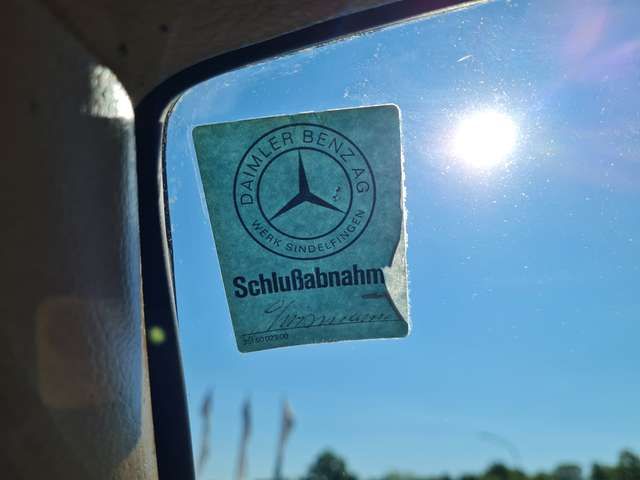 DAIMLER BENZ AG
WERK SINDELFINGEN
Schlußabnahm